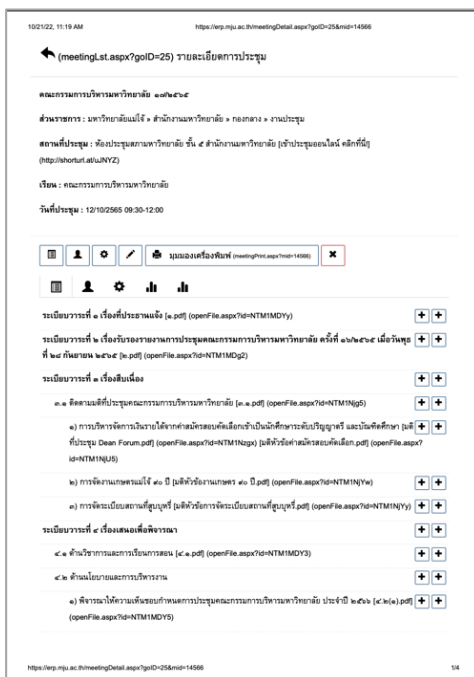 10/21/22, 11:19 AM https://erp.mju.ac.th/meetingDetail.aspx?goID=25&mid=14566
(meetingLst.aspx?goID=25) รายละเอียดการประชุม
คณะกรรมการบริหารมหาวิทยาลัย ๑๗/๒๕๖๕
ส่วนราชการ : มหาวิทยาลัยแม่โจ้ » สำนักงานมหาวิทยาลัย » กองกลาง » งานประชุม
สถานที่ประชุม : ห้องประชุมสภามหาวิทยาลัย ชั้น ๕ สำนักงานมหาวิทยาลัย [เข้าประชุมออนไลน์ คลิกที่นี่!]
(http://shorturl.at/uJNYZ)
เรียน : คณะกรรมการบริหารมหาวิทยาลัย
วันที่ประชุม : 12/10/2565 09:30-12:00
มุมมองเครื่องพิมพ์ (meetingPrint.aspx?mid=14566)
ระเบียบวาระที่ ๑ เรื่องที่ประธานแจ้ง [๑.pdf] (openFile.aspx?id=NTM1MDYy)
ระเบียบวาระที่ ๒ เรื่องรับรองรายงานการประชุมคณะกรรมการบริหารมหาวิทยาลัย ครั้งที่ ๑๖/๒๕๖๕ เมื่อวันพุธ
ที่ ๒๘ กันยายน ๒๕๖๕ [๒.pdf] (openFile.aspx?id=NTM1MDg2)
ระเบียบวาระที่ ๓ เรื่องสืบเนื่อง
๓.๑ ติดตามมติที่ประชุมคณะกรรมการบริหารมหาวิทยาลัย [๓.๑.pdf] (openFile.aspx?id=NTM1Njg5)
๑) การบริหารจัดการเงินรายได้จากค่าสมัครสอบคัดเลือกเข้าเป็นนักศึกษาระดับปริญญาตรี และบัณฑิตศึกษา [มติ
ที่ประชุม Dean Forum.pdf] (openFile.aspx?id=NTM1Nzgx) [มติหัวข้อค่าสมัครสอบคัดเลือก.pdf] (openFile.aspx?
id=NTM1NjU5)
๒) การจัดงานเกษตรแม่โจ้ ๙๐ ปี [มติหัวข้องานเกษตร ๙๐ ปี.pdf] (openFile.aspx?id=NTM1NjYw)
๓) การจัดระเบียบสถานที่สูบบุหรี่ [มติหัวข้อการจัดระเบียบสถานที่สูบบุหรี่.pdf] (openFile.aspx?id=NTM1NjYy)
ระเบียบวาระที่ ๔ เรื่องเสนอเพื่อพิจารณา
๔.๑ ด้านวิชาการและการเรียนการสอน [๔.๑.pdf] (openFile.aspx?id=NTM1MDY3)
๔.๒ ด้านนโยบายและการบริหารงาน
๑) พิจารณาให้ความเห็นชอบกำหนดการประชุมคณะกรรมการบริหารมหาวิทยาลัย ประจำปี ๒๕๖๖ [๔.๒(๑).pdf]
(openFile.aspx?id=NTM1MDY5)
https://erp.mju.ac.th/meetingDetail.aspx?goID=25&mid=14566 1/4